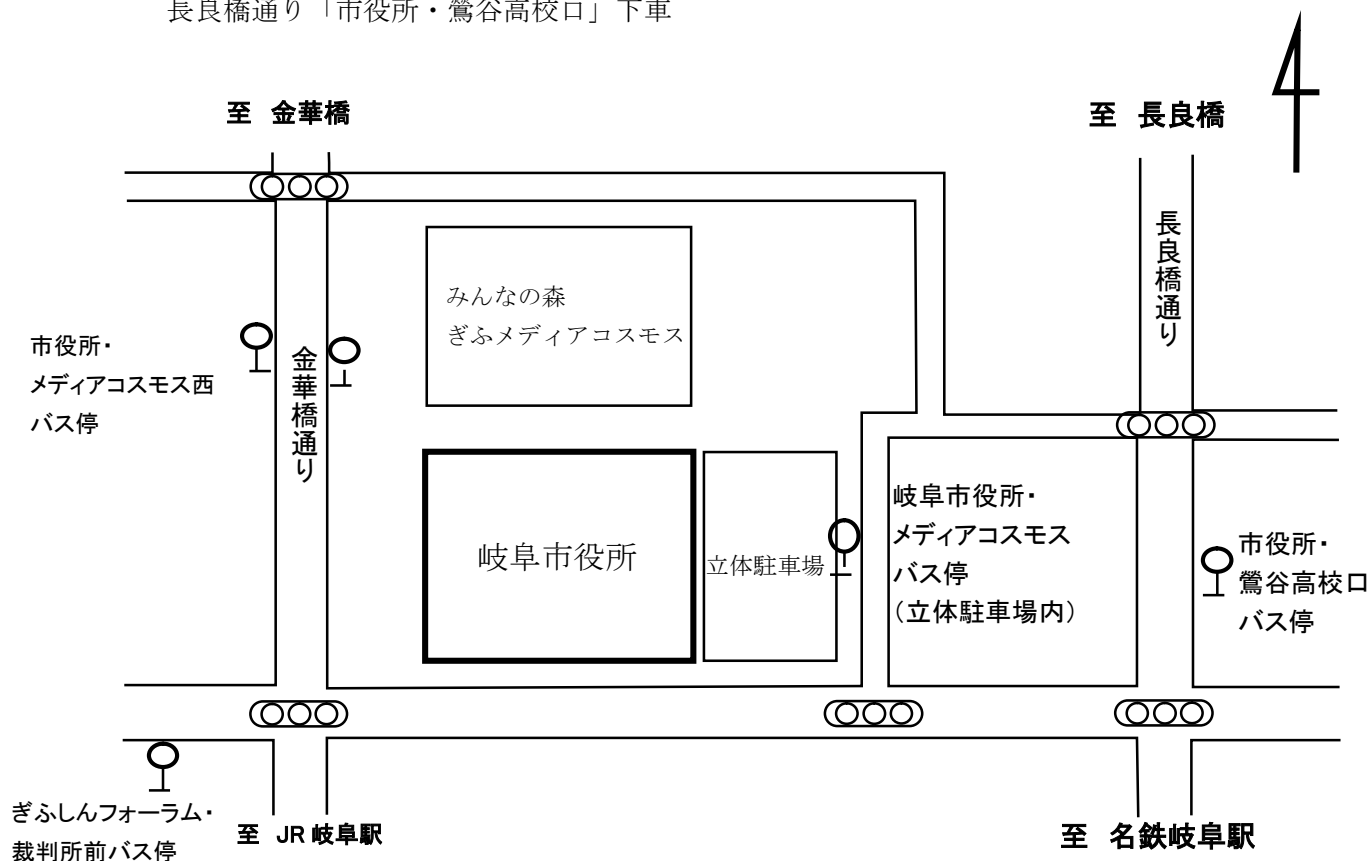 長良橋通り「市役所・鶯谷高校口」下車
至 金華橋
至 長良橋
長良橋通り
みんなの森
ぎふメディアコスモス
市役所・
メディアコスモス西
バス停
金華橋通り
岐阜市役所
立体駐車場
岐阜市役所・
メディアコスモス
バス停
(立体駐車場内)
市役所・
鶯谷高校口
バス停
ぎふしんフォーラム・
裁判所前バス停
至 JR岐阜駅
至 名鉄岐阜駅